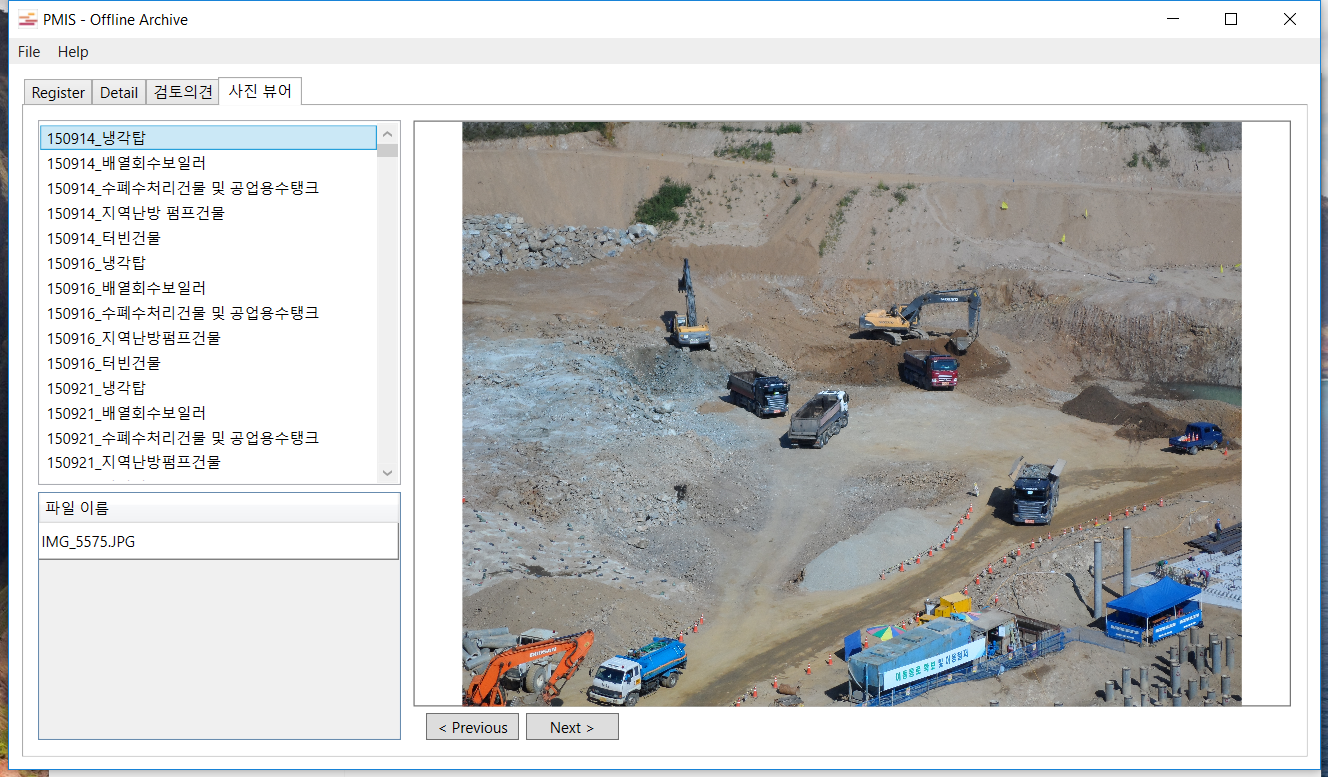 PMIS - Offline Archive
File Help
Register Detail 검토의견 사진 뷰어
150914_냉각탑
150914_배열회수보일러
150914_수폐수처리건물 및 공업용수탱크
150914_지역난방 펌프건물
150914_터빈건물
150916_냉각탑
150916_배열회수보일러
150916_수폐수처리건물 및 공업용수탱크
150916_지역난방펌프건물
150916_터빈건물
150921_냉각탑
150921_배열회수보일러
150921_수폐수처리건물 및 공업용수탱크
150921_지역난방펌프건물
파일 이름
IMG_5575.JPG
DOOSAN
이동통로 확보 및
< Previous Next >